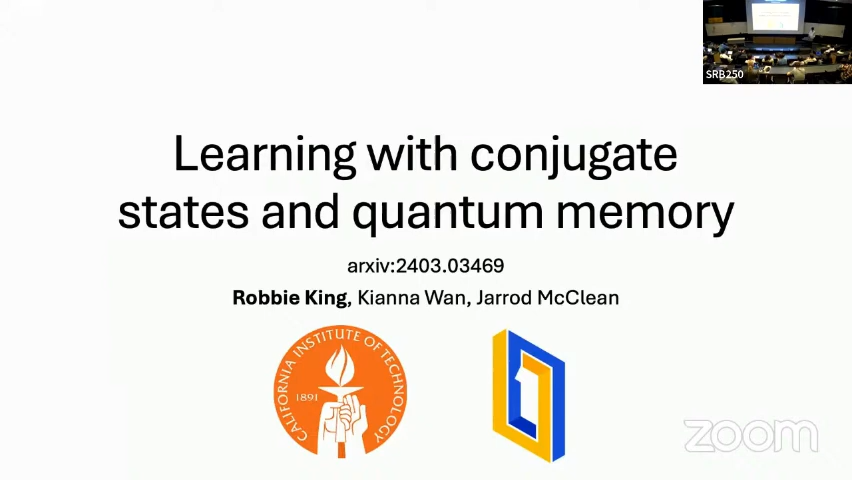 SRB250
Learning with conjugate
states and quantum memory
arxiv:2403.03469
Robbie King, Kianna Wan, Jarrod McClean
CALIFORNIA INSTITUTE OF TECHNOLOGY
1891
zoom